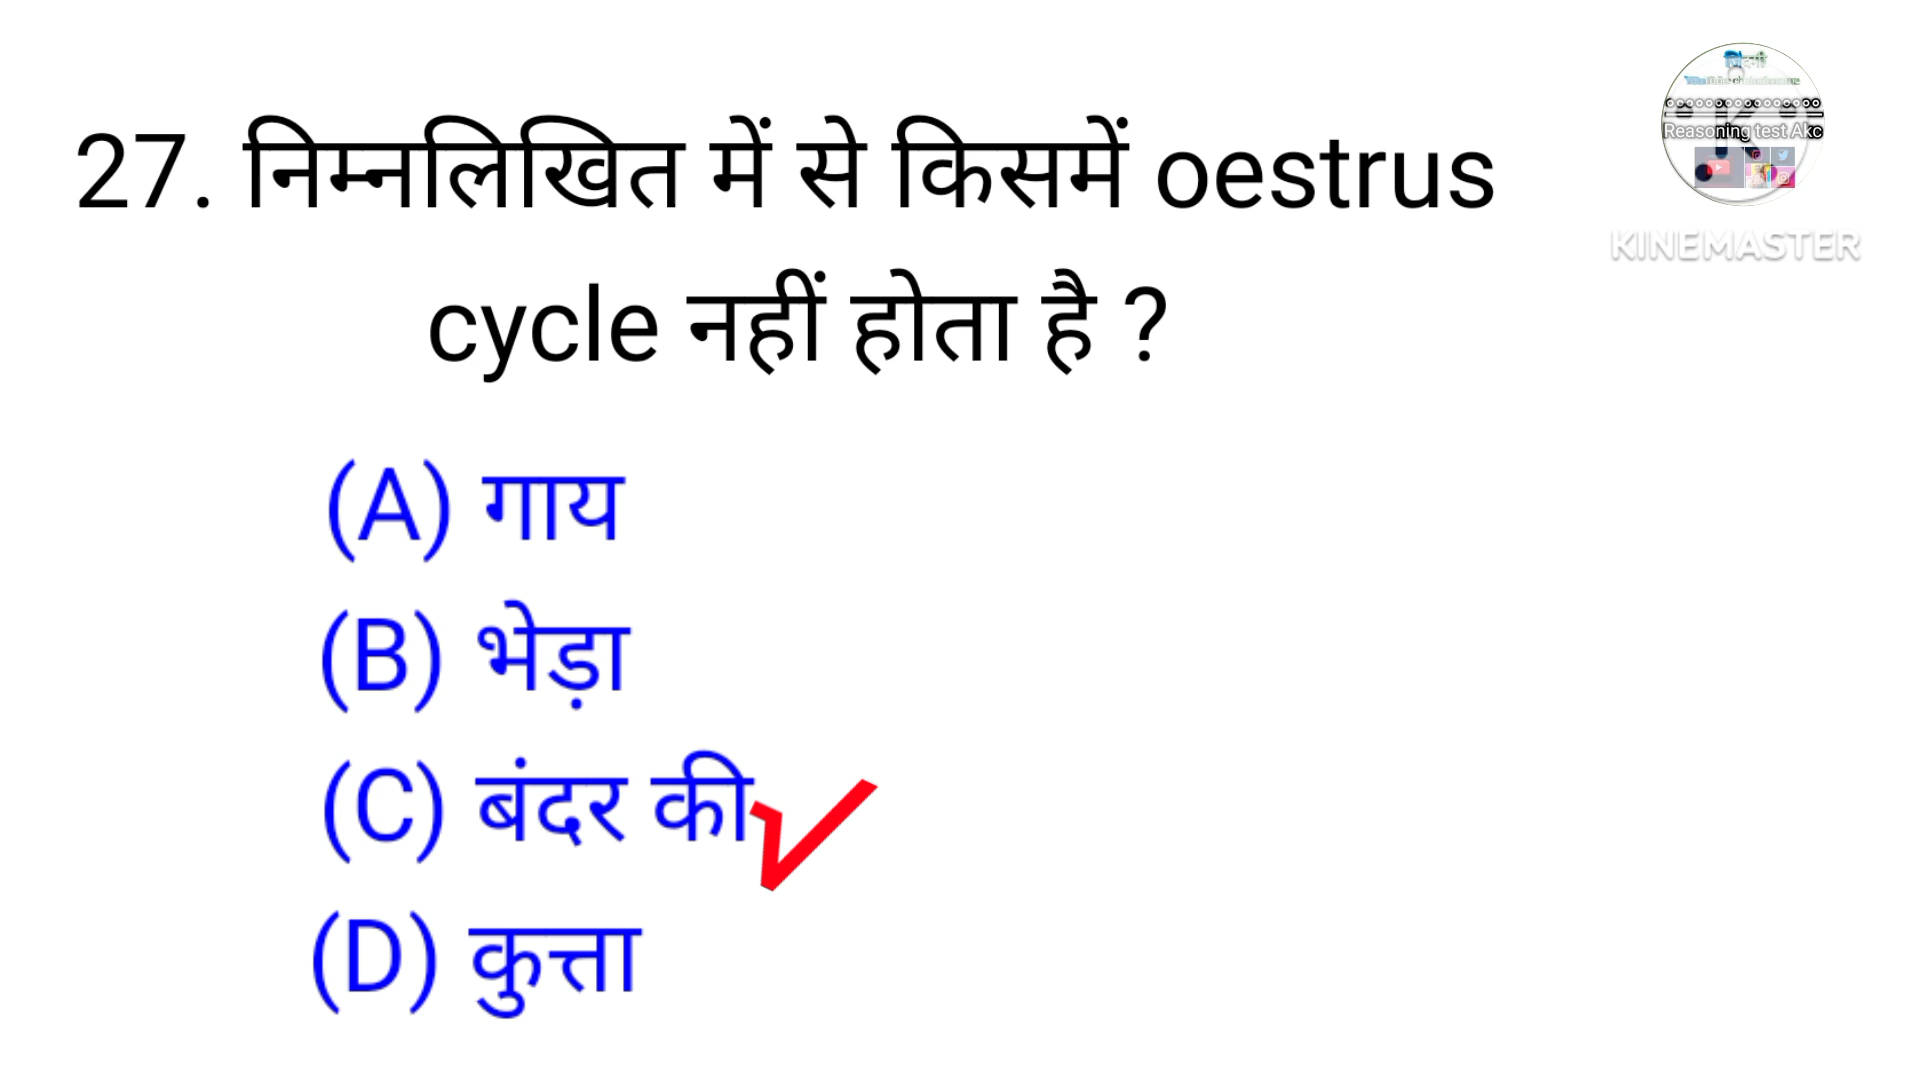 Reasoning test Akc
KINEMASTER
27. निम्नलिखित में से किसमें oestrus
cycle नहीं होता है ?
(A) गाय
(B) भेड़ा
(C) बंदर की
(D) कुत्ता